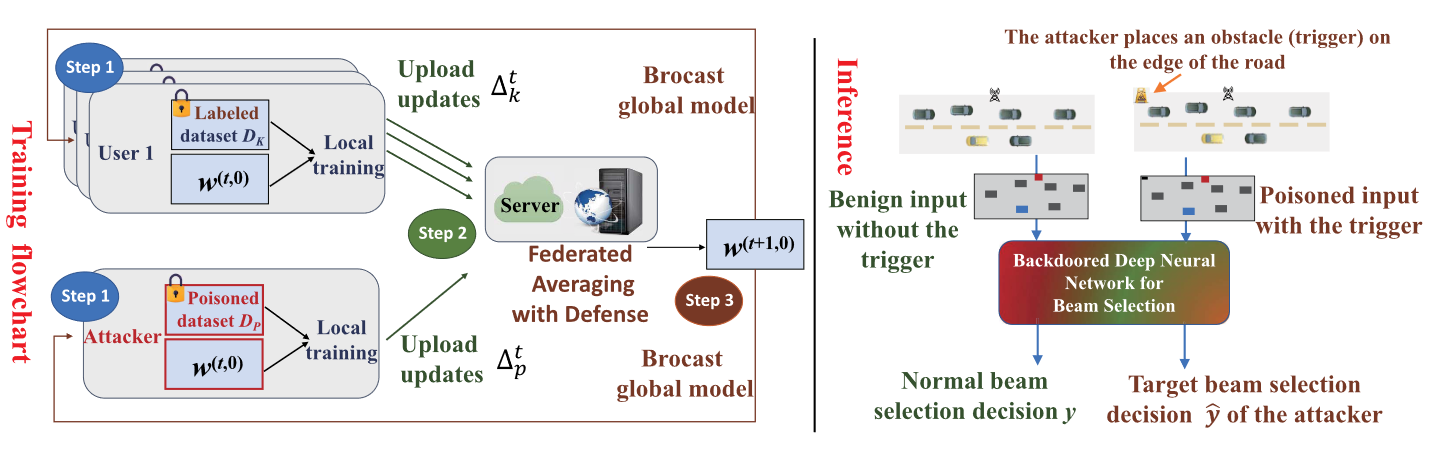 Training flowchart
Step 1
U
U
User 1
Labeled
dataset D_K
w^(t,0)
Local
training
Upload
updates Δ_k^t
Brocast
global model
Step 2
Server
Federated
Averaging
with Defense
w^(t+1,0)
Step 3
Step 1
Attacker
Poisoned
dataset D_P
w^(t,0)
Local
training
Upload
updates Δ_p^t
Brocast
global model
Inference
The attacker places an obstacle (trigger) on
the edge of the road
Benign input
without the
trigger
Poisoned input
with the trigger
Backdoored Deep Neural
Network for
Beam Selection
Normal beam
selection decision y
Target beam selection
decision ŷ of the attacker